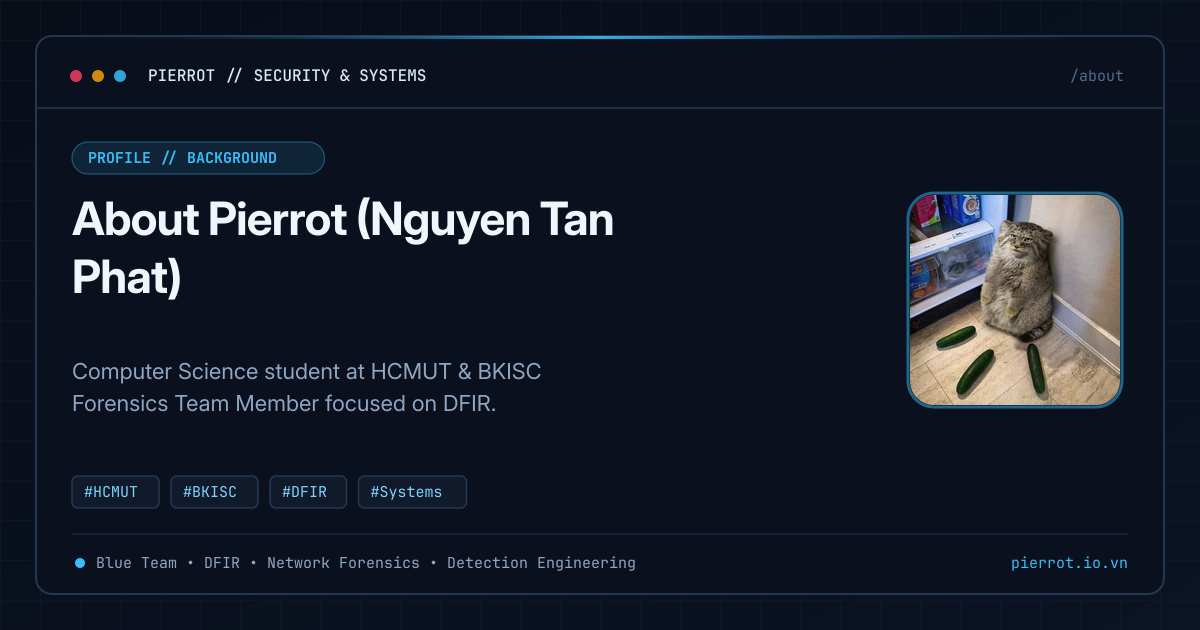 PIERROT // SECURITY & SYSTEMS
/about
PROFILE // BACKGROUND
About Pierrot (Nguyen Tan
Phat)
Computer Science student at HCMUT & BKISC
Forensics Team Member focused on DFIR.
#HCMUT
#BKISC
#DFIR
#Systems
Blue Team • DFIR • Network Forensics • Detection Engineering
pierrot.io.vn